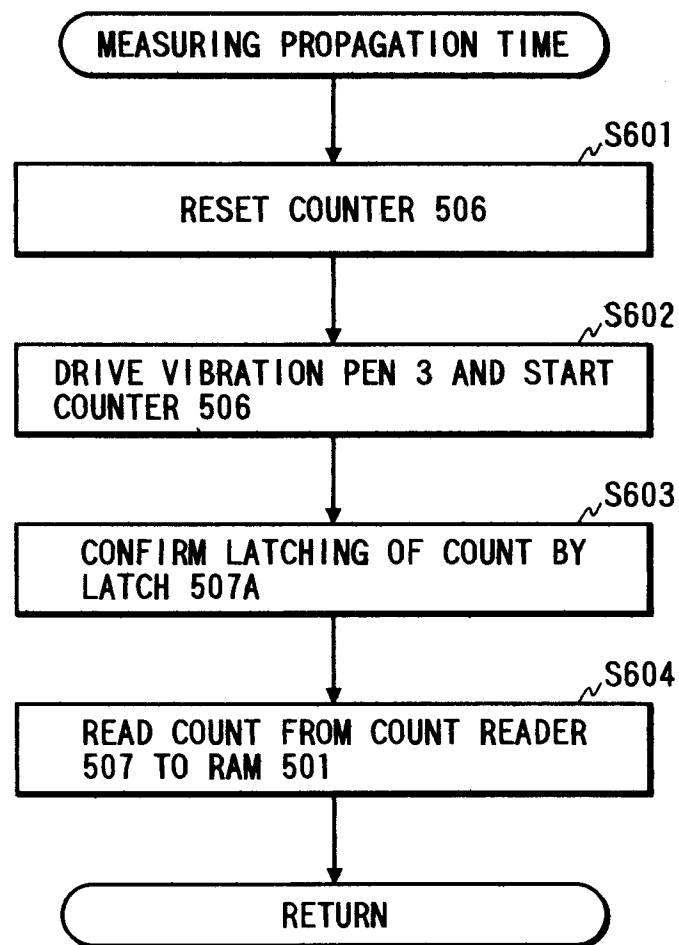 MEASURING PROPAGATION TIME
S601
RESET COUNTER 506
S602
DRIVE VIBRATION PEN 3 AND START
COUNTER 506
S603
CONFIRM LATCHING OF COUNT BY
LATCH 507A
S604
READ COUNT FROM COUNT READER
507 TO RAM 501
RETURN